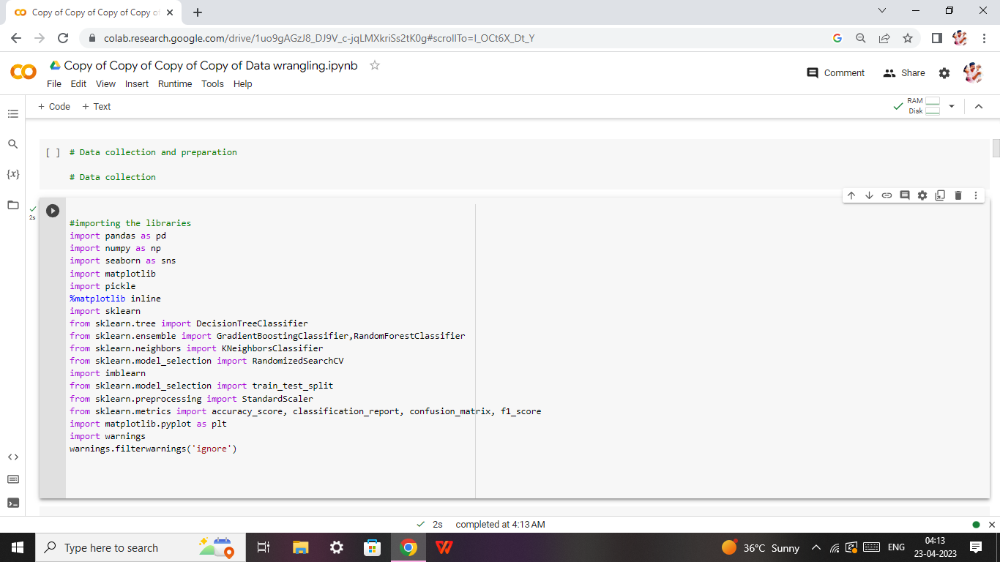 Copy of Copy of Copy of Copy of
colab.research.google.com/drive/1uo9gAGzJ8_DJ9V_c-jqLMXkriSs2tK0g#scrollTo=I_OCt6X_Dt_Y
Copy of Copy of Copy of Copy of Data wrangling.ipynb
Comment
Share
File Edit View Insert Runtime Tools Help
+ Code + Text
RAM
Disk
[ ] # Data collection and preparation
# Data collection
{x}
2s
#importing the libraries
import pandas as pd
import numpy as np
import seaborn as sns
import matplotlib
import pickle
%matplotlib inline
import sklearn
from sklearn.tree import DecisionTreeClassifier
from sklearn.ensemble import GradientBoostingClassifier,RandomForestClassifier
from sklearn.neighbors import KNeighborsClassifier
from sklearn.model_selection import RandomizedSearchCV
import imblearn
from sklearn.model_selection import train_test_split
from sklearn.preprocessing import StandardScaler
from sklearn.metrics import accuracy_score, classification_report, confusion_matrix, f1_score
import matplotlib.pyplot as plt
import warnings
warnings.filterwarnings('ignore')
2s completed at 4:13 AM
Type here to search
36°C Sunny
ENG
04:13
23-04-2023